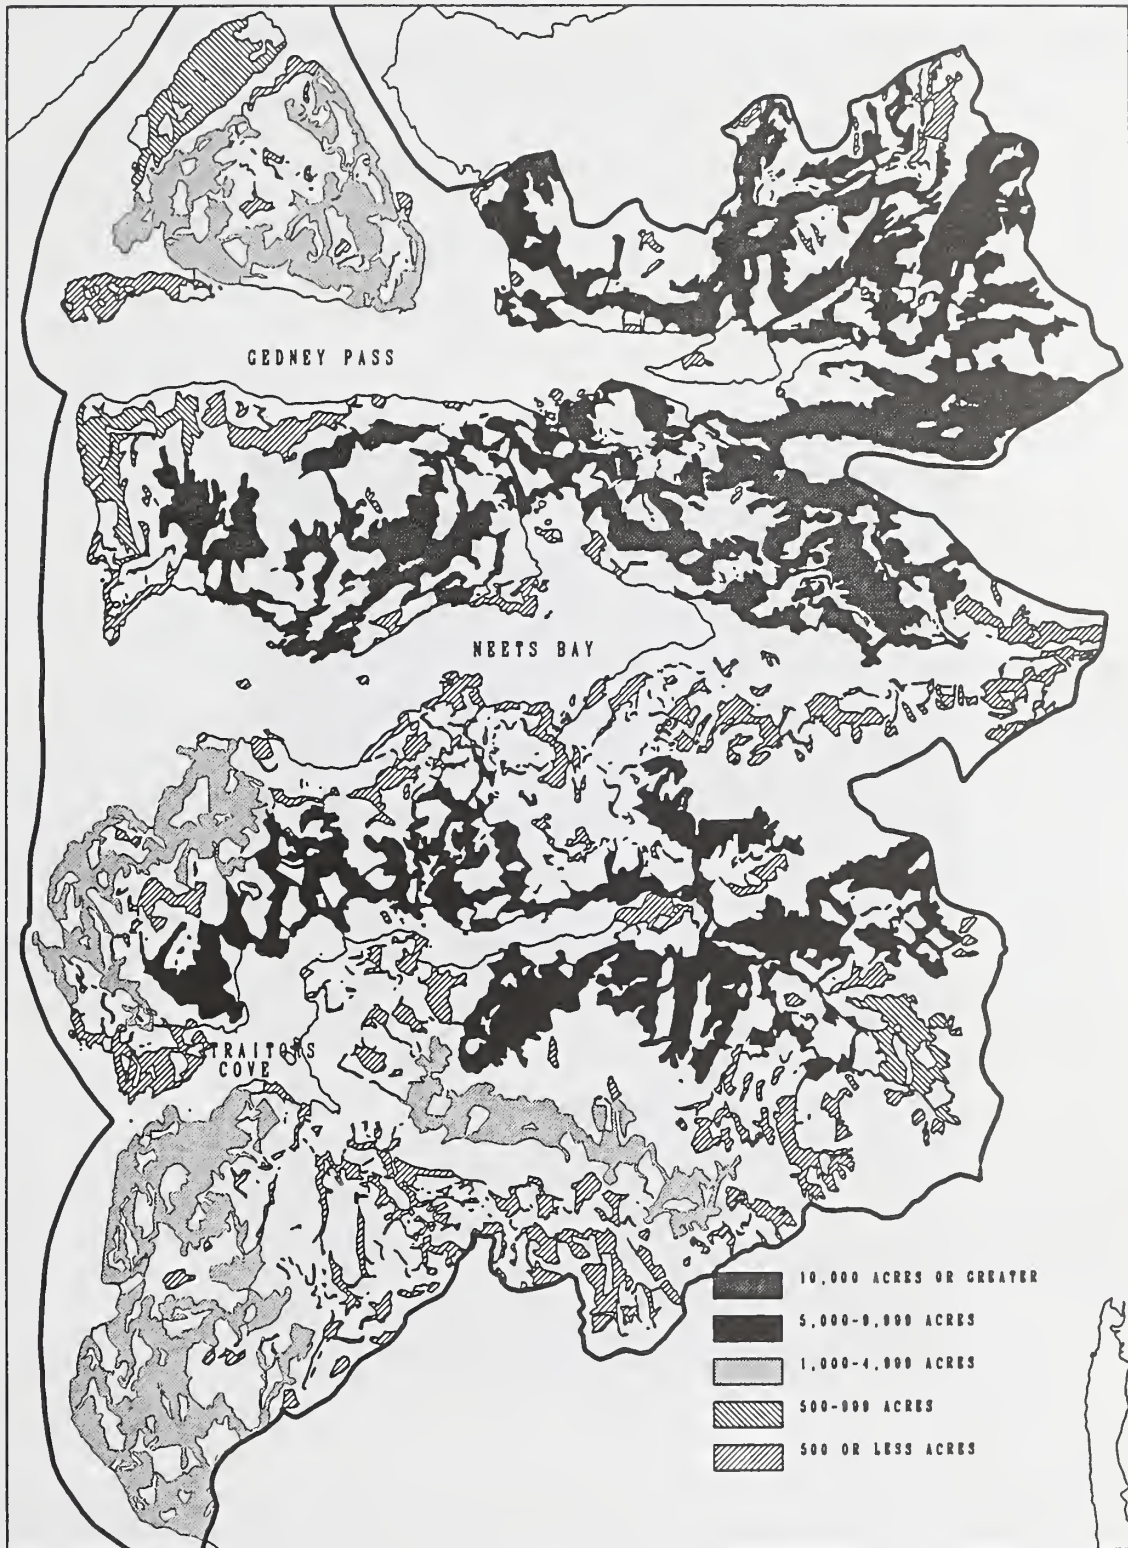 GEDNEY PASS
NEETS BAY
TRAITORS
COVE
10,000 ACRES OR GREATER
5,000-9,999 ACRES
1,000-4,999 ACRES
500-999 ACRES
500 OR LESS ACRES